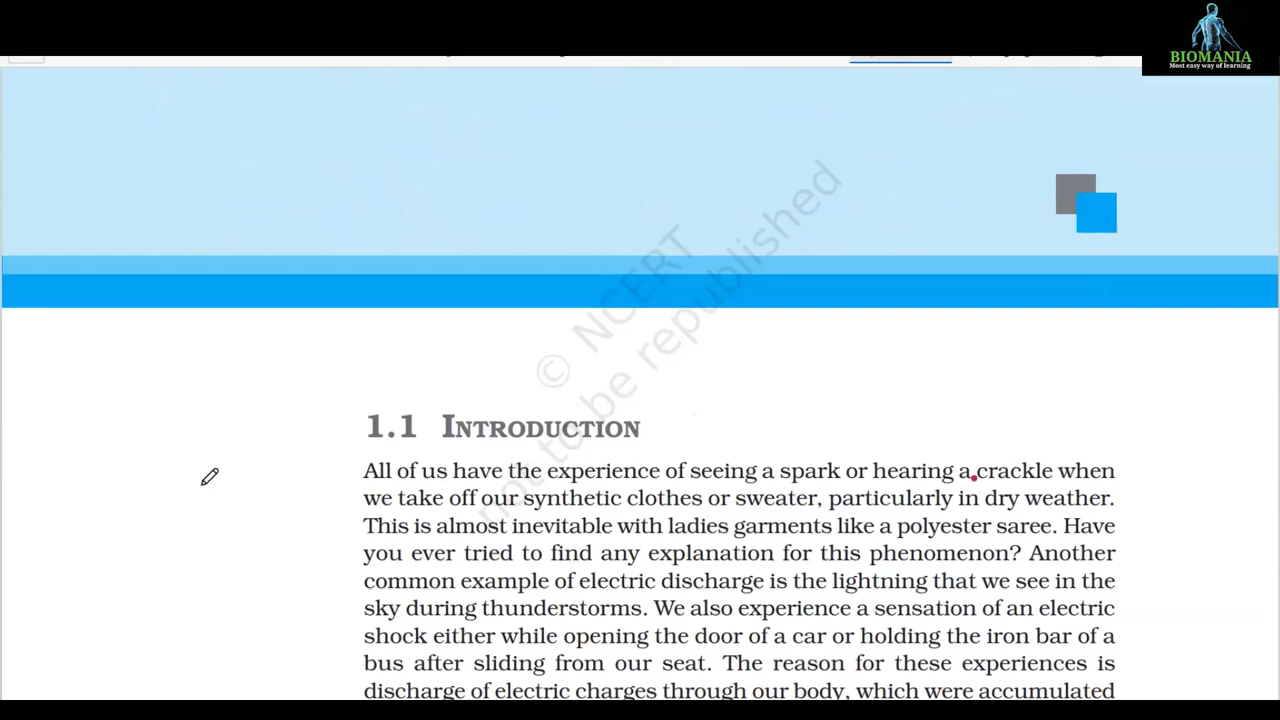 BIOMANIA
Most easy way of learning
© NCERT
not to be republished
1.1 INTRODUCTION
All of us have the experience of seeing a spark or hearing a crackle when
we take off our synthetic clothes or sweater, particularly in dry weather.
This is almost inevitable with ladies garments like a polyester saree. Have
you ever tried to find any explanation for this phenomenon? Another
common example of electric discharge is the lightning that we see in the
sky during thunderstorms. We also experience a sensation of an electric
shock either while opening the door of a car or holding the iron bar of a
bus after sliding from our seat. The reason for these experiences is
discharge of electric charges through our body, which were accumulated